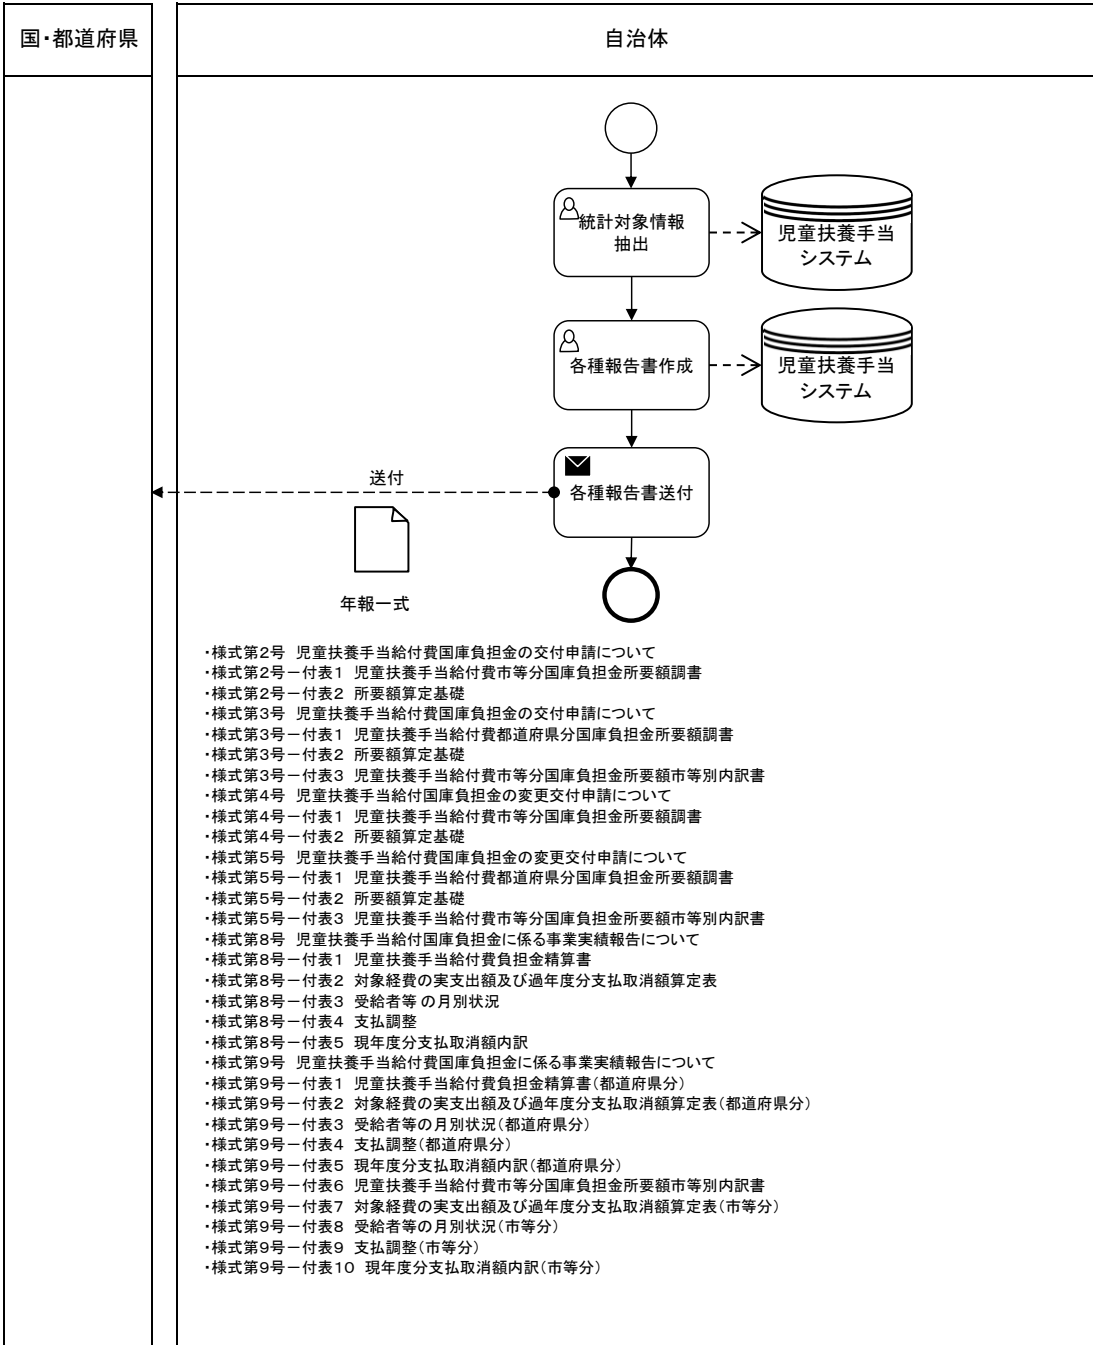 国・都道府県
自治体
統計対象情報
抽出
児童扶養手当
システム
各種報告書作成
児童扶養手当
システム
送付
各種報告書送付
年報一式
・様式第2号 児童扶養手当給付費国庫負担金の交付申請について
・様式第2号－付表1 児童扶養手当給付費市等分国庫負担金所要額調書
・様式第2号－付表2 所要額算定基礎
・様式第3号 児童扶養手当給付費国庫負担金の交付申請について
・様式第3号－付表1 児童扶養手当給付費都道府県分国庫負担金所要額調書
・様式第3号－付表2 所要額算定基礎
・様式第3号－付表3 児童扶養手当給付費市等分国庫負担金所要額市等別内訳書
・様式第4号 児童扶養手当給付国庫負担金の変更交付申請について
・様式第4号－付表1 児童扶養手当給付費市等分国庫負担金所要額調書
・様式第4号－付表2 所要額算定基礎
・様式第5号 児童扶養手当給付費国庫負担金の変更交付申請について
・様式第5号－付表1 児童扶養手当給付費都道府県分国庫負担金所要額調書
・様式第5号－付表2 所要額算定基礎
・様式第5号－付表3 児童扶養手当給付費市等分国庫負担金所要額市等別内訳書
・様式第8号 児童扶養手当給付国庫負担金に係る事業実績報告について
・様式第8号－付表1 児童扶養手当給付費負担金精算書
・様式第8号－付表2 対象経費の実支出額及び過年度分支払取消額算定表
・様式第8号－付表3 受給者等の月別状況
・様式第8号－付表4 支払調整
・様式第8号－付表5 現年度分支払取消額内訳
・様式第9号 児童扶養手当給付費国庫負担金に係る事業実績報告について
・様式第9号－付表1 児童扶養手当給付費負担金精算書(都道府県分)
・様式第9号－付表2 対象経費の実支出額及び過年度分支払取消額算定表(都道府県分)
・様式第9号－付表3 受給者等の月別状況(都道府県分)
・様式第9号－付表4 支払調整(都道府県分)
・様式第9号－付表5 現年度分支払取消額内訳(都道府県分)
・様式第9号－付表6 児童扶養手当給付費市等分国庫負担金所要額市等別内訳書
・様式第9号－付表7 対象経費の実支出額及び過年度分支払取消額算定表(市等分)
・様式第9号－付表8 受給者等の月別状況(市等分)
・様式第9号－付表9 支払調整(市等分)
・様式第9号－付表10 現年度分支払取消額内訳(市等分)